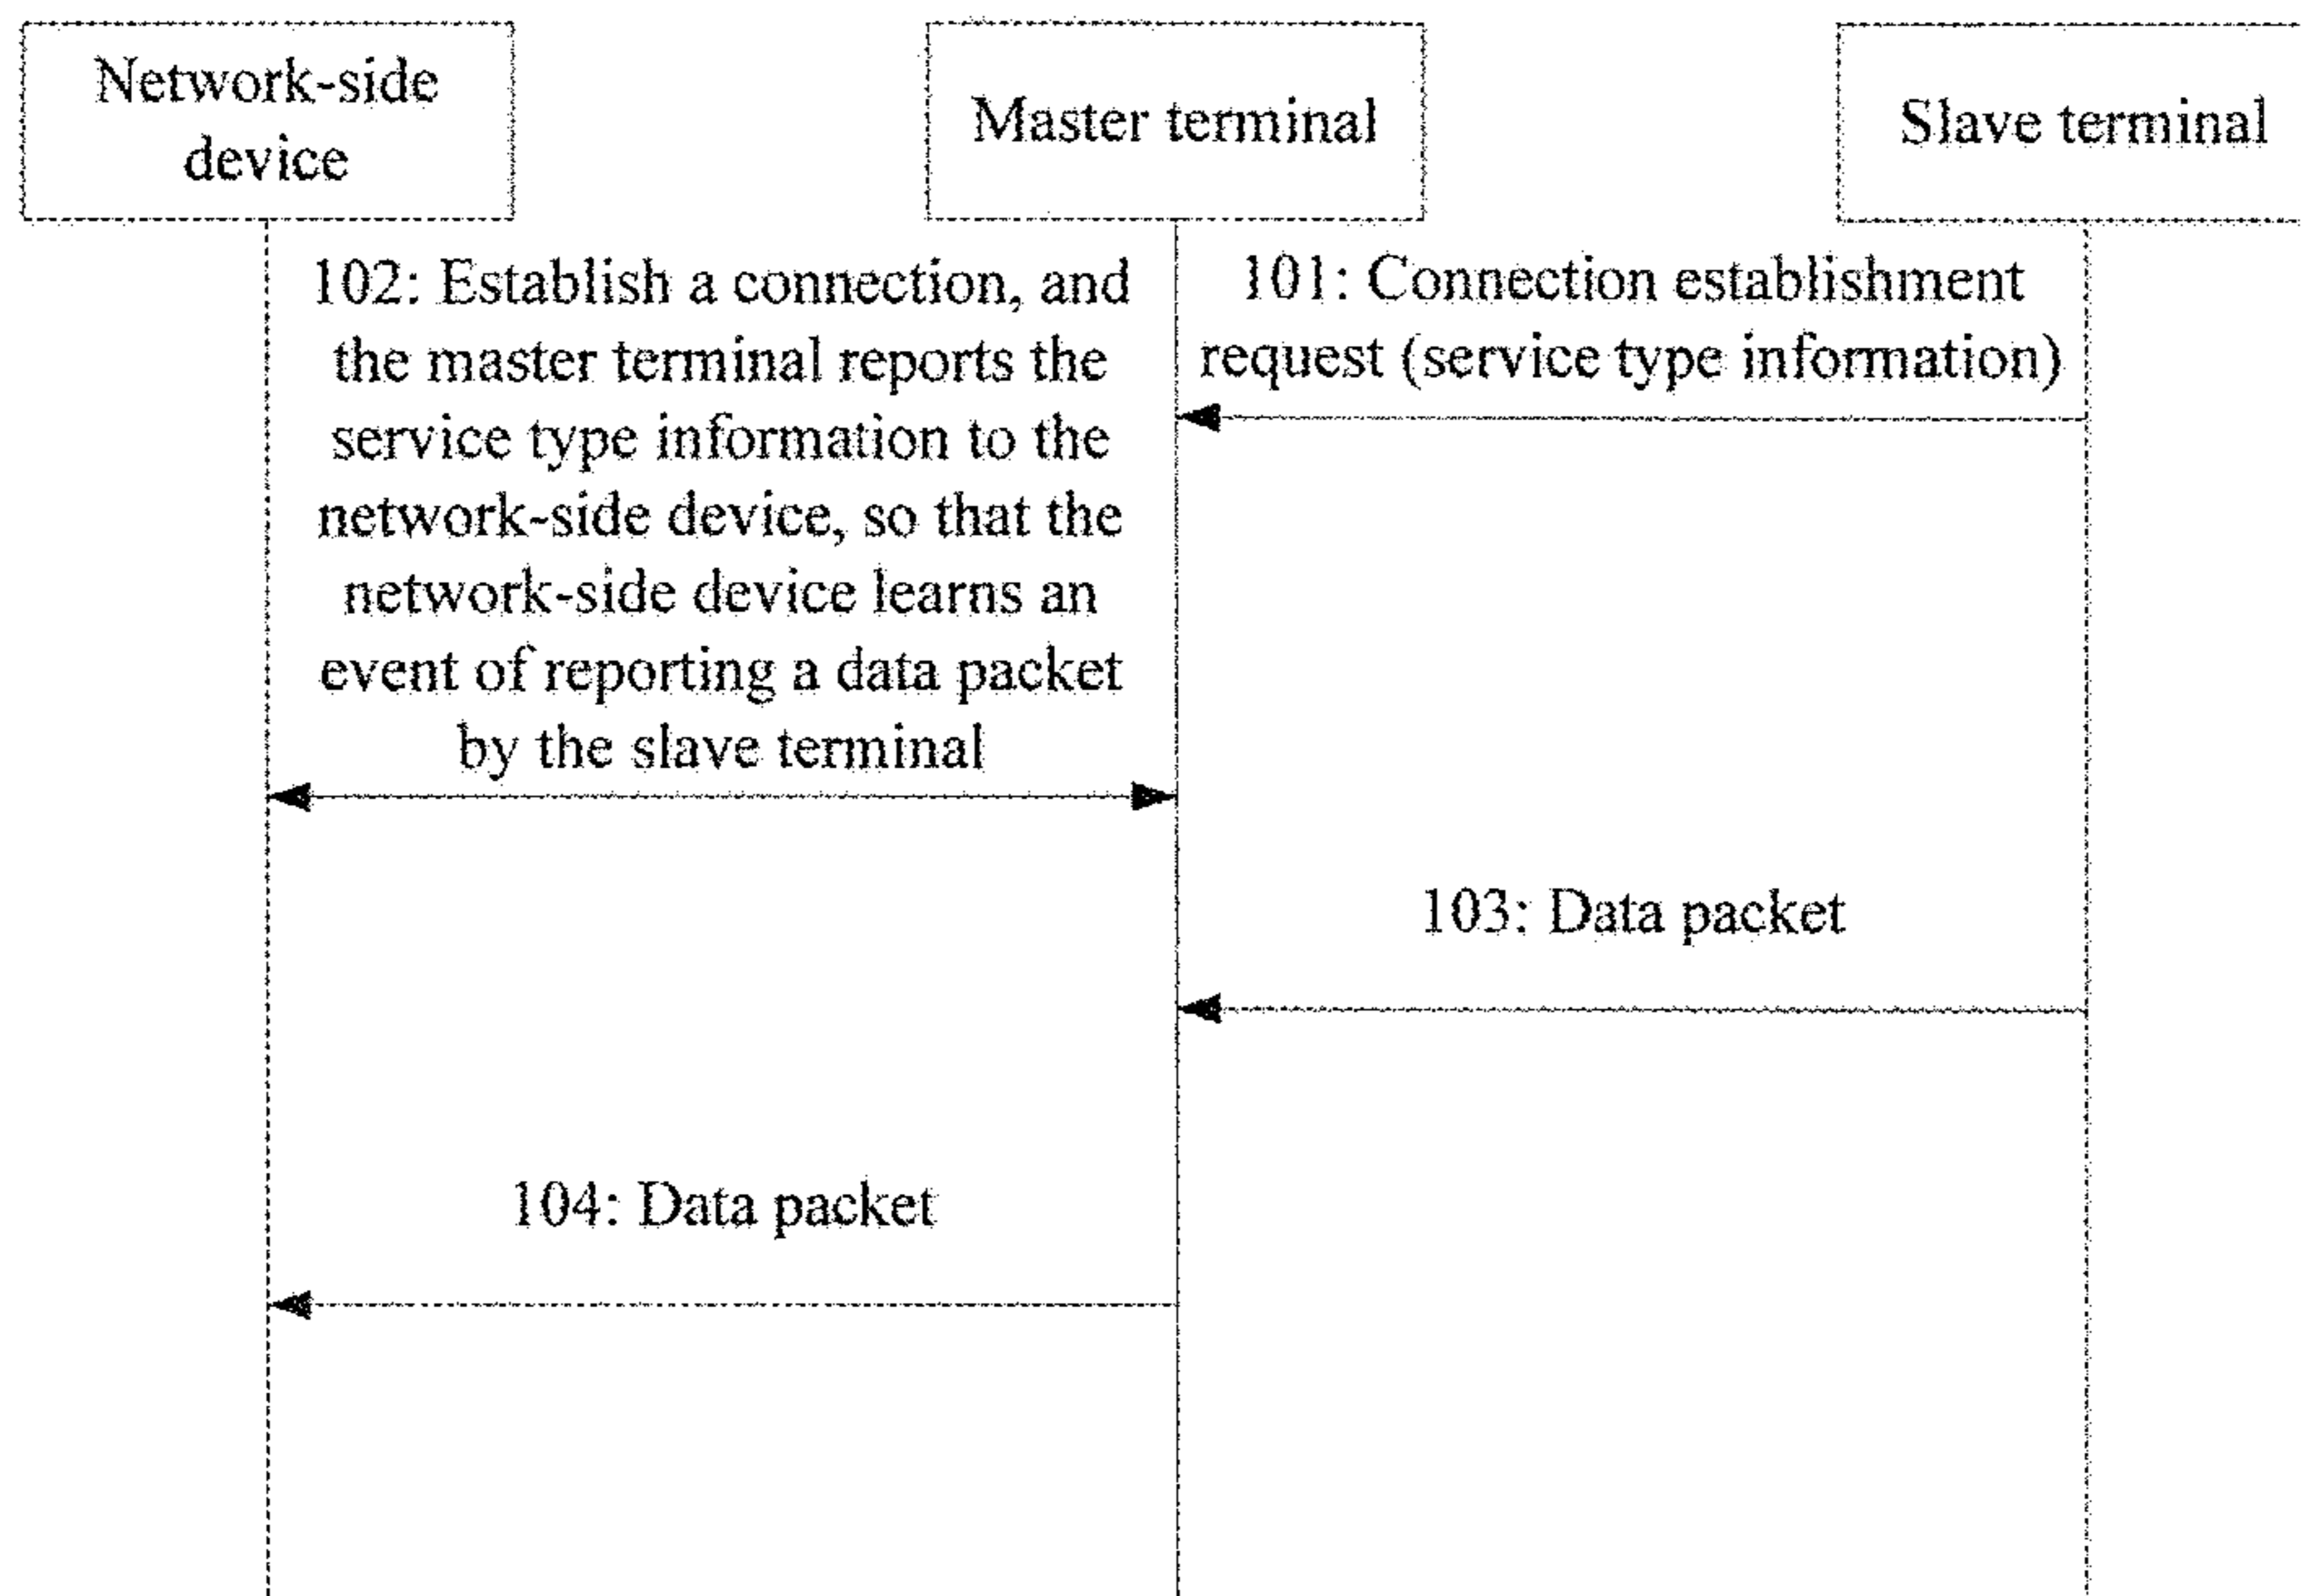 Network-side
device
Master terminal
Slave terminal
102: Establish a connection, and
the master terminal reports the
service type information to the
network-side device, so that the
network-side device learns an
event of reporting a data packet
by the slave terminal
101: Connection establishment
request (service type information)
103: Data packet
104: Data packet